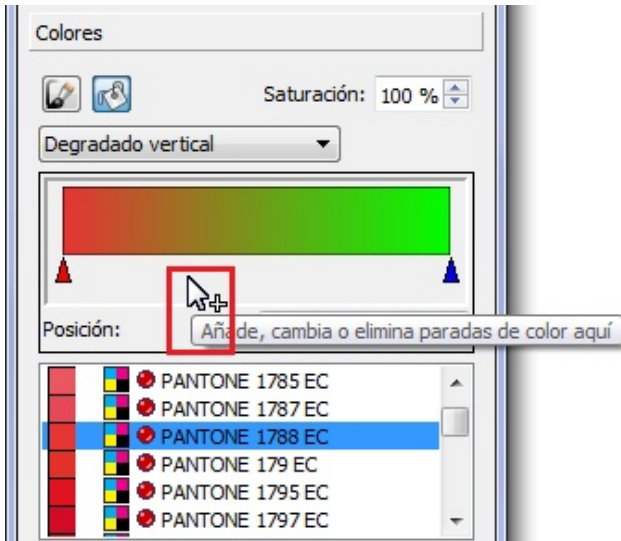 Colores
Saturación: 100 %
Degradado vertical
Posición:
Añade, cambia o elimina paradas de color aquí
PANTONE 1785 EC
PANTONE 1787 EC
PANTONE 1788 EC
PANTONE 179 EC
PANTONE 1795 EC
PANTONE 1797 EC